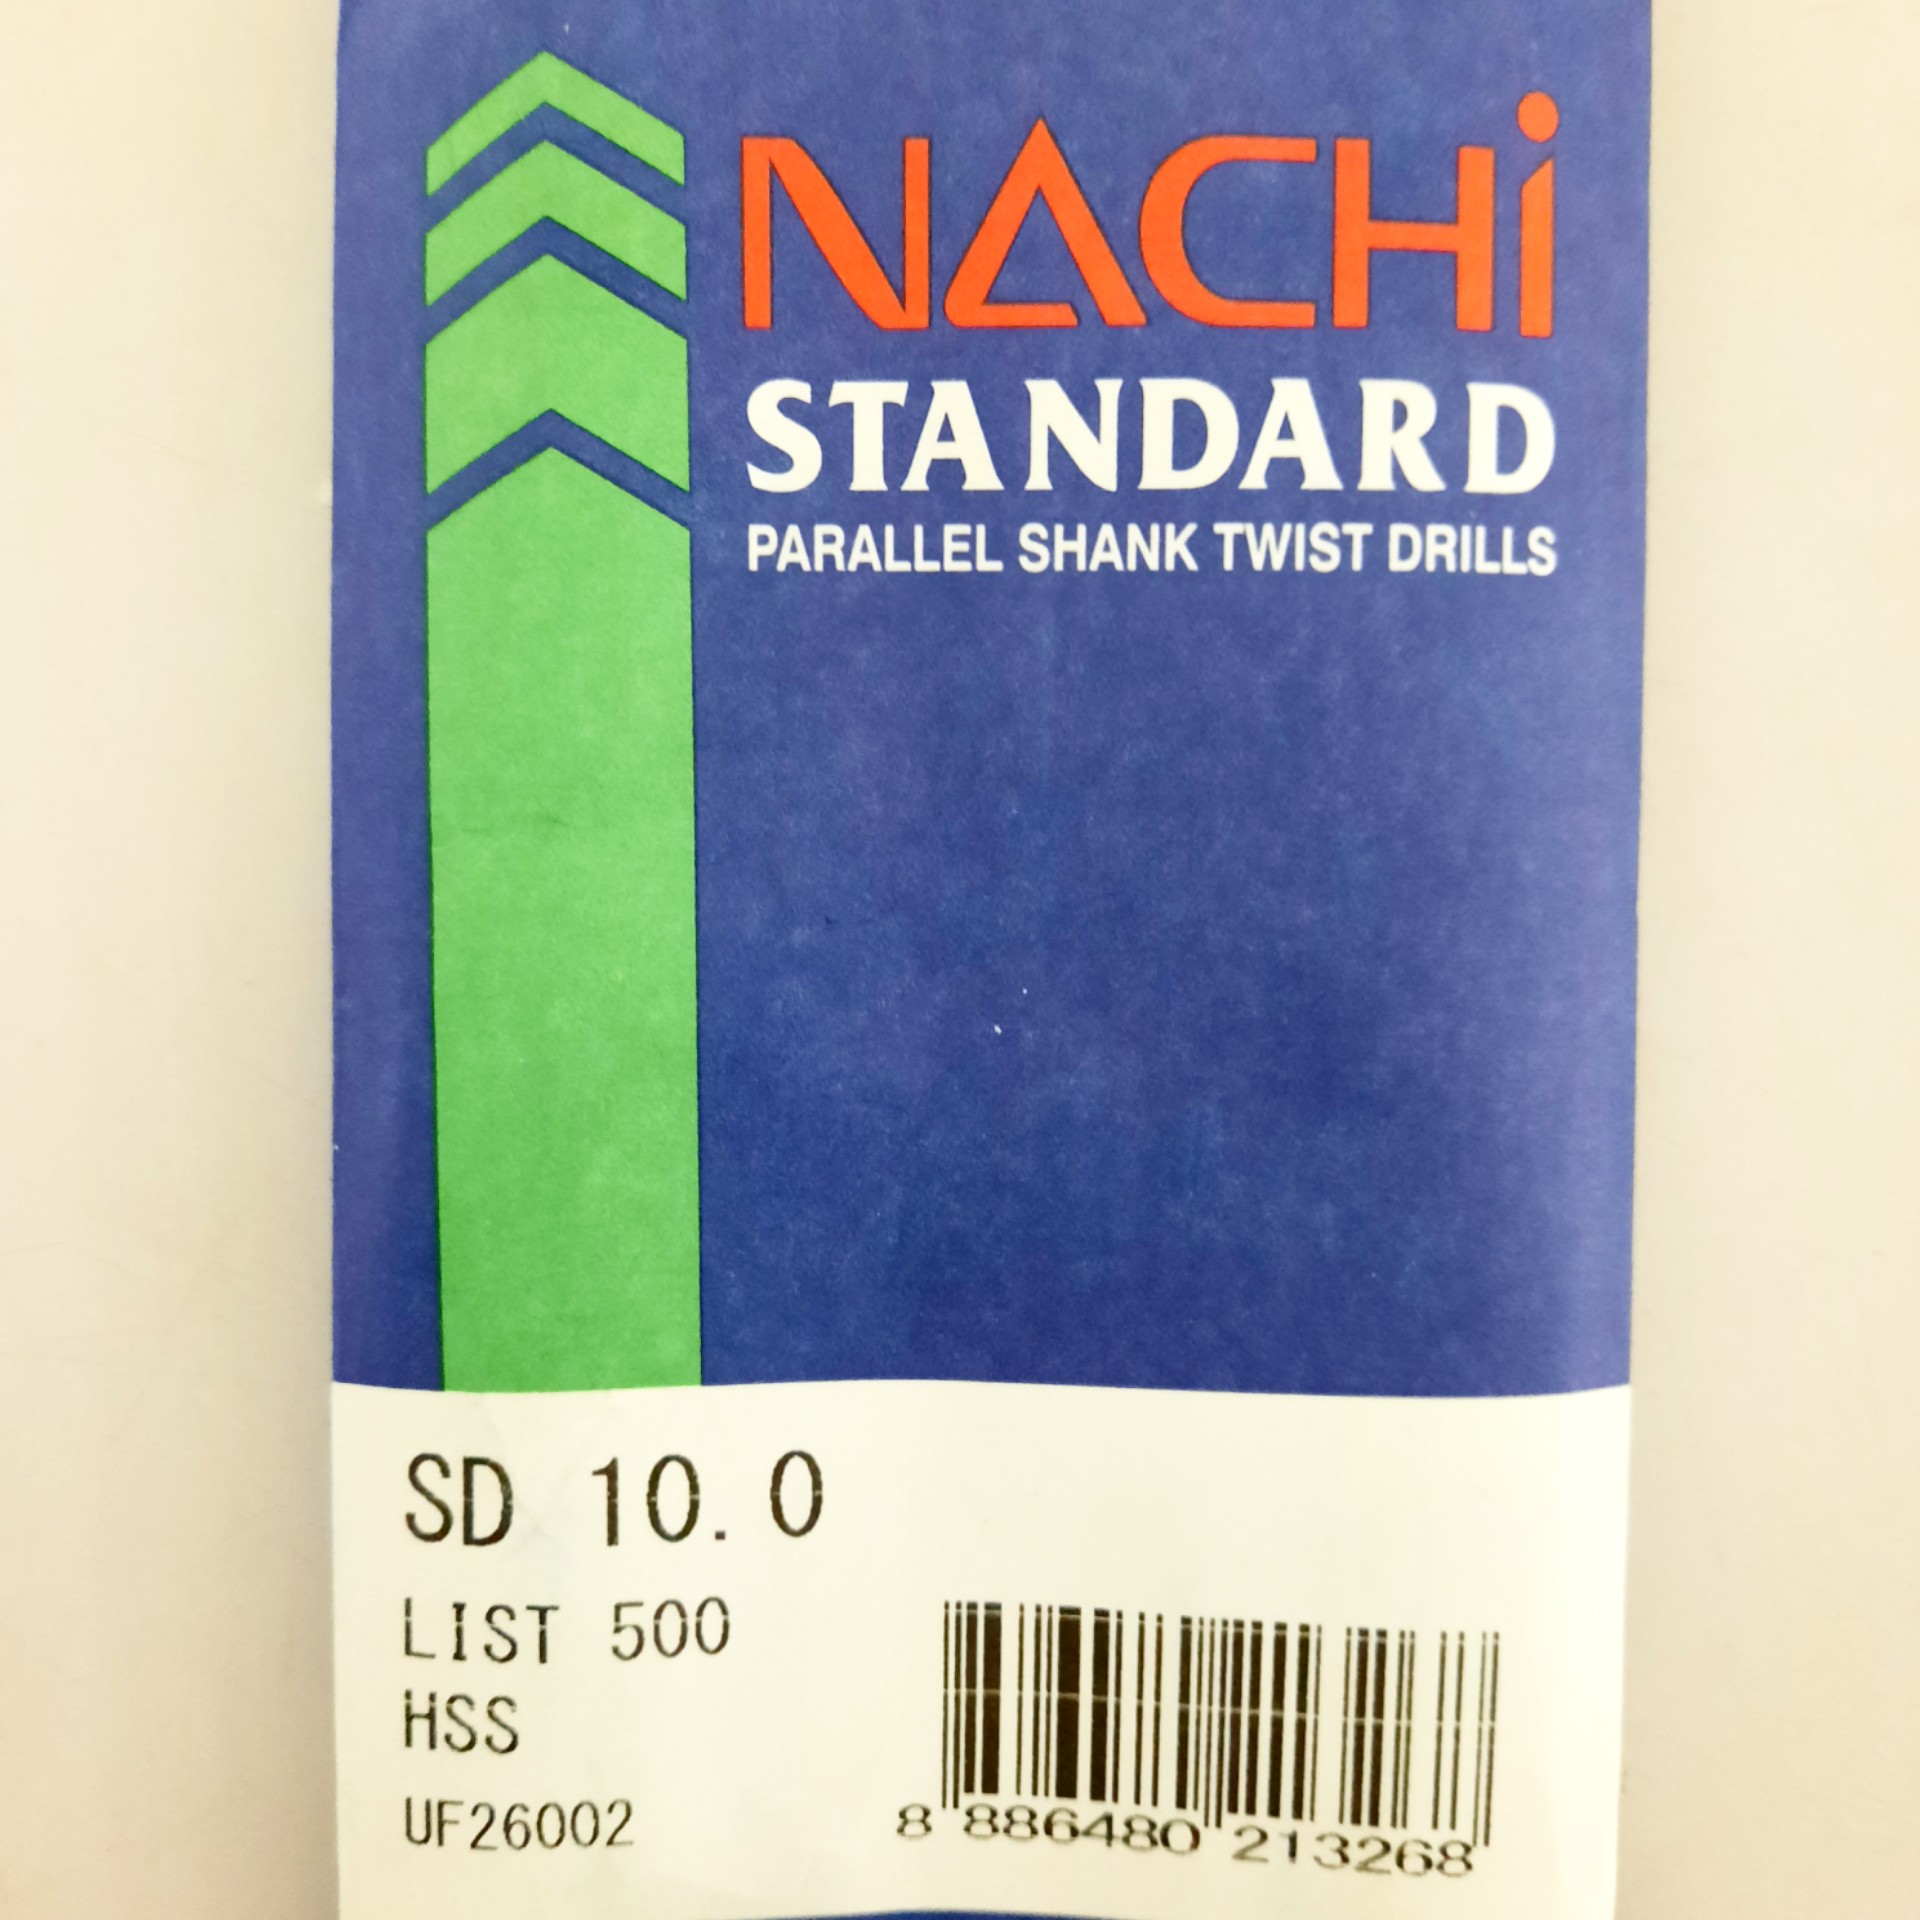 NACHi
STANDARD
PARALLEL SHANK TWIST DRILLS
SD 10.0
LIST 500
HSS
UF26002
8 886480 213268